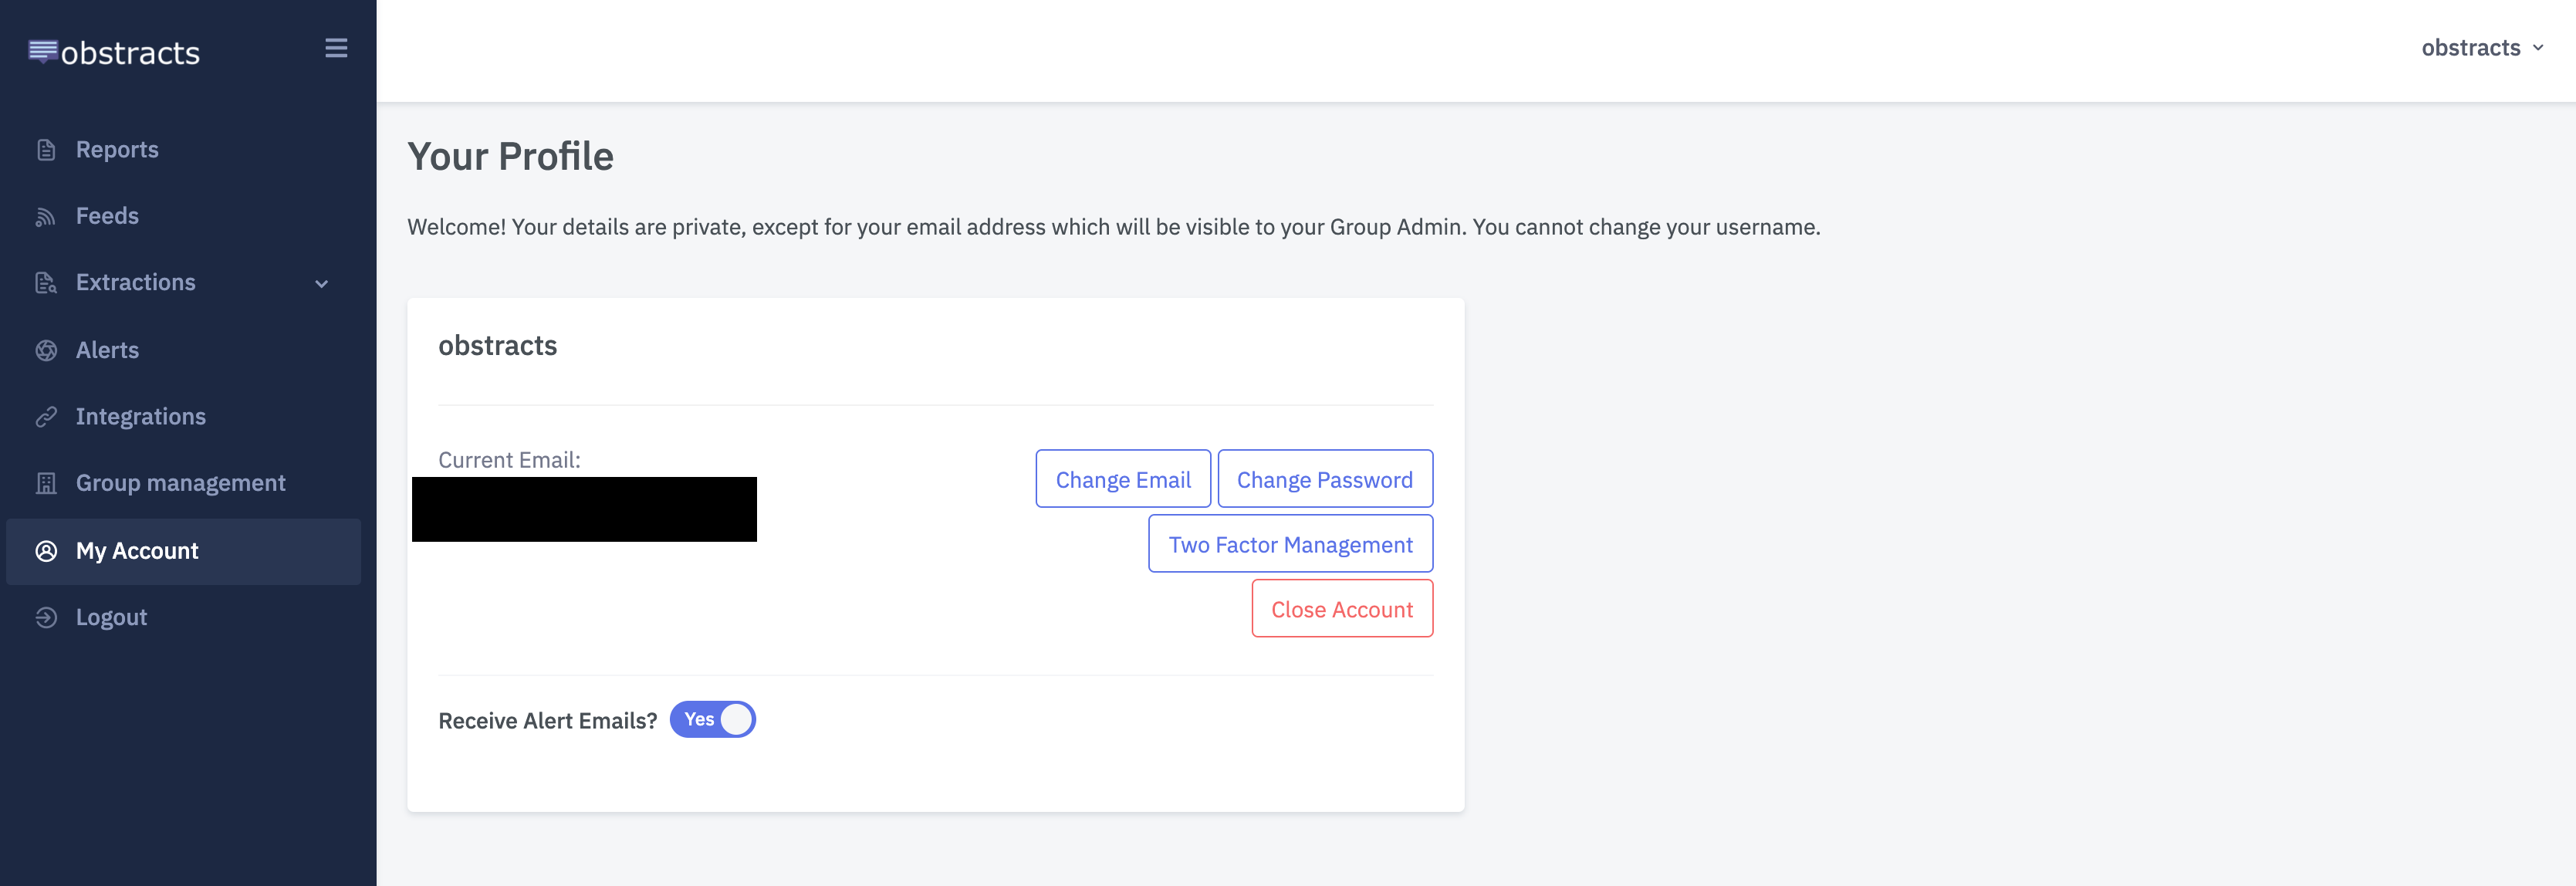 obstracts
obstracts
Reports
Feeds
Extractions
Alerts
Integrations
Group management
My Account
Logout
Your Profile
Welcome! Your details are private, except for your email address which will be visible to your Group Admin. You cannot change your username.
obstracts
Current Email:
Change Email
Change Password
Two Factor Management
Close Account
Receive Alert Emails? Yes